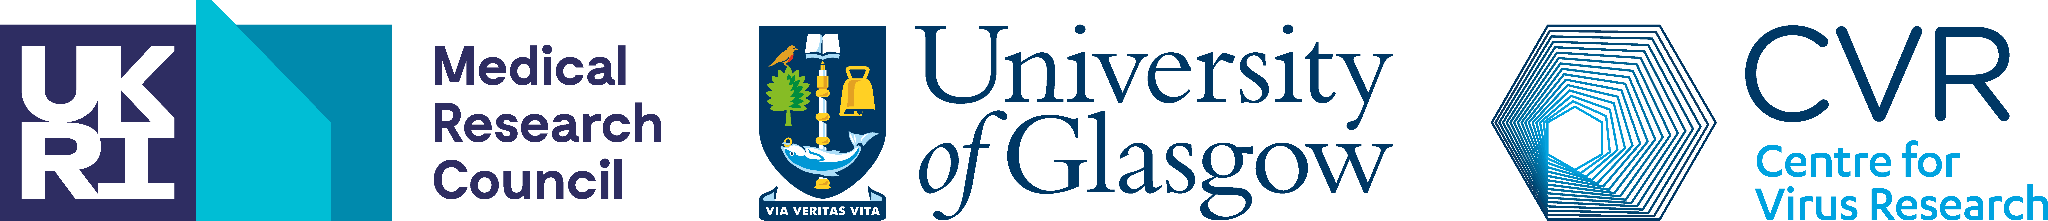 UK
RI
Medical
Research
Council
VIA VERITAS VITA
University
of Glasgow
CVR
Centre for
Virus Research